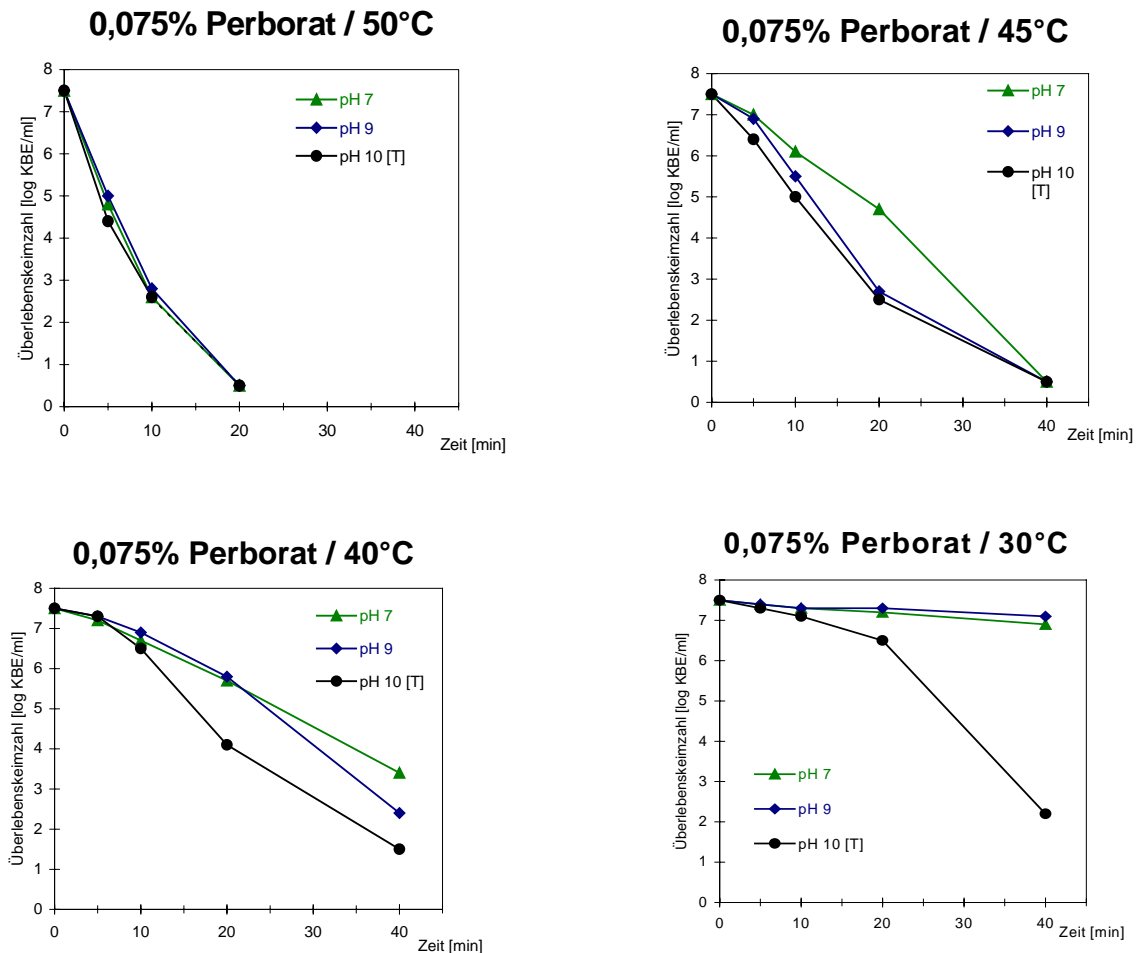 0,075% Perborat / 50°C
Überlebenskeimzahl [log KBE/ml]
8
7
6
5
4
3
2
1
0
0 10 20 30 40
Zeit [min]
pH 7
pH 9
pH 10 [T]
0,075% Perborat / 45°C
Überlebenskeimzahl [log KBE/ml]
8
7
6
5
4
3
2
1
0
0 10 20 30 40
Zeit [min]
pH 7
pH 9
pH 10
[T]
0,075% Perborat / 40°C
Überlebenskeimzahl [log KBE/ml]
8
7
6
5
4
3
2
1
0
0 10 20 30 40
Zeit [min]
pH 7
pH 9
pH 10 [T]
0,075% Perborat / 30°C
Überlebenskeimzahl [log KBE/ml]
8
7
6
5
4
3
2
1
0
0 10 20 30 40
Zeit [min]
pH 7
pH 9
pH 10 [T]